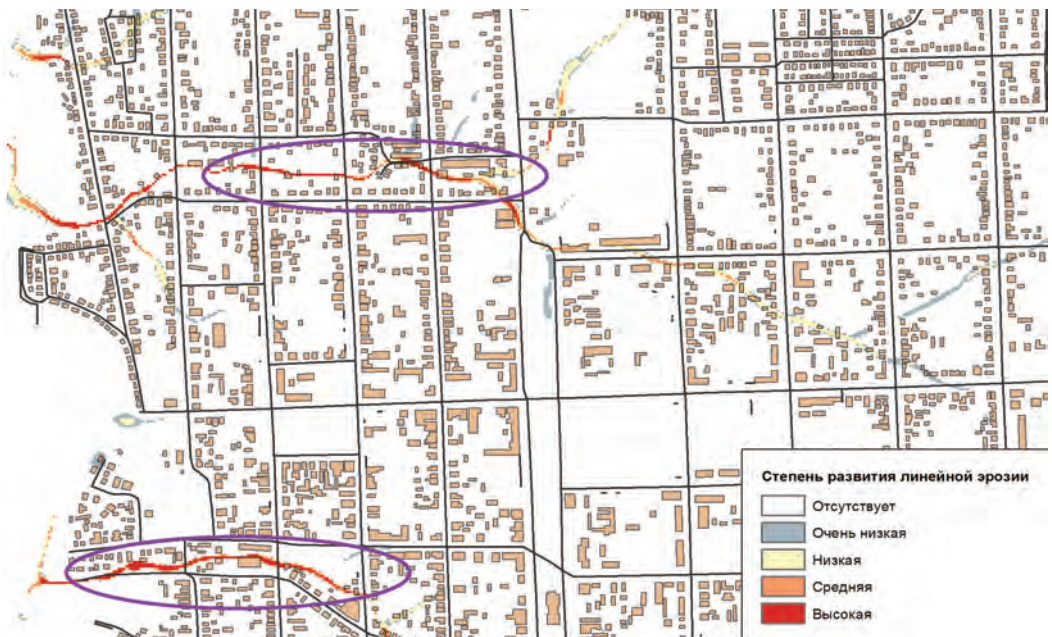 Степень развития линейной эрозии
Отсутствует
Очень низкая
Низкая
Средняя
Высокая